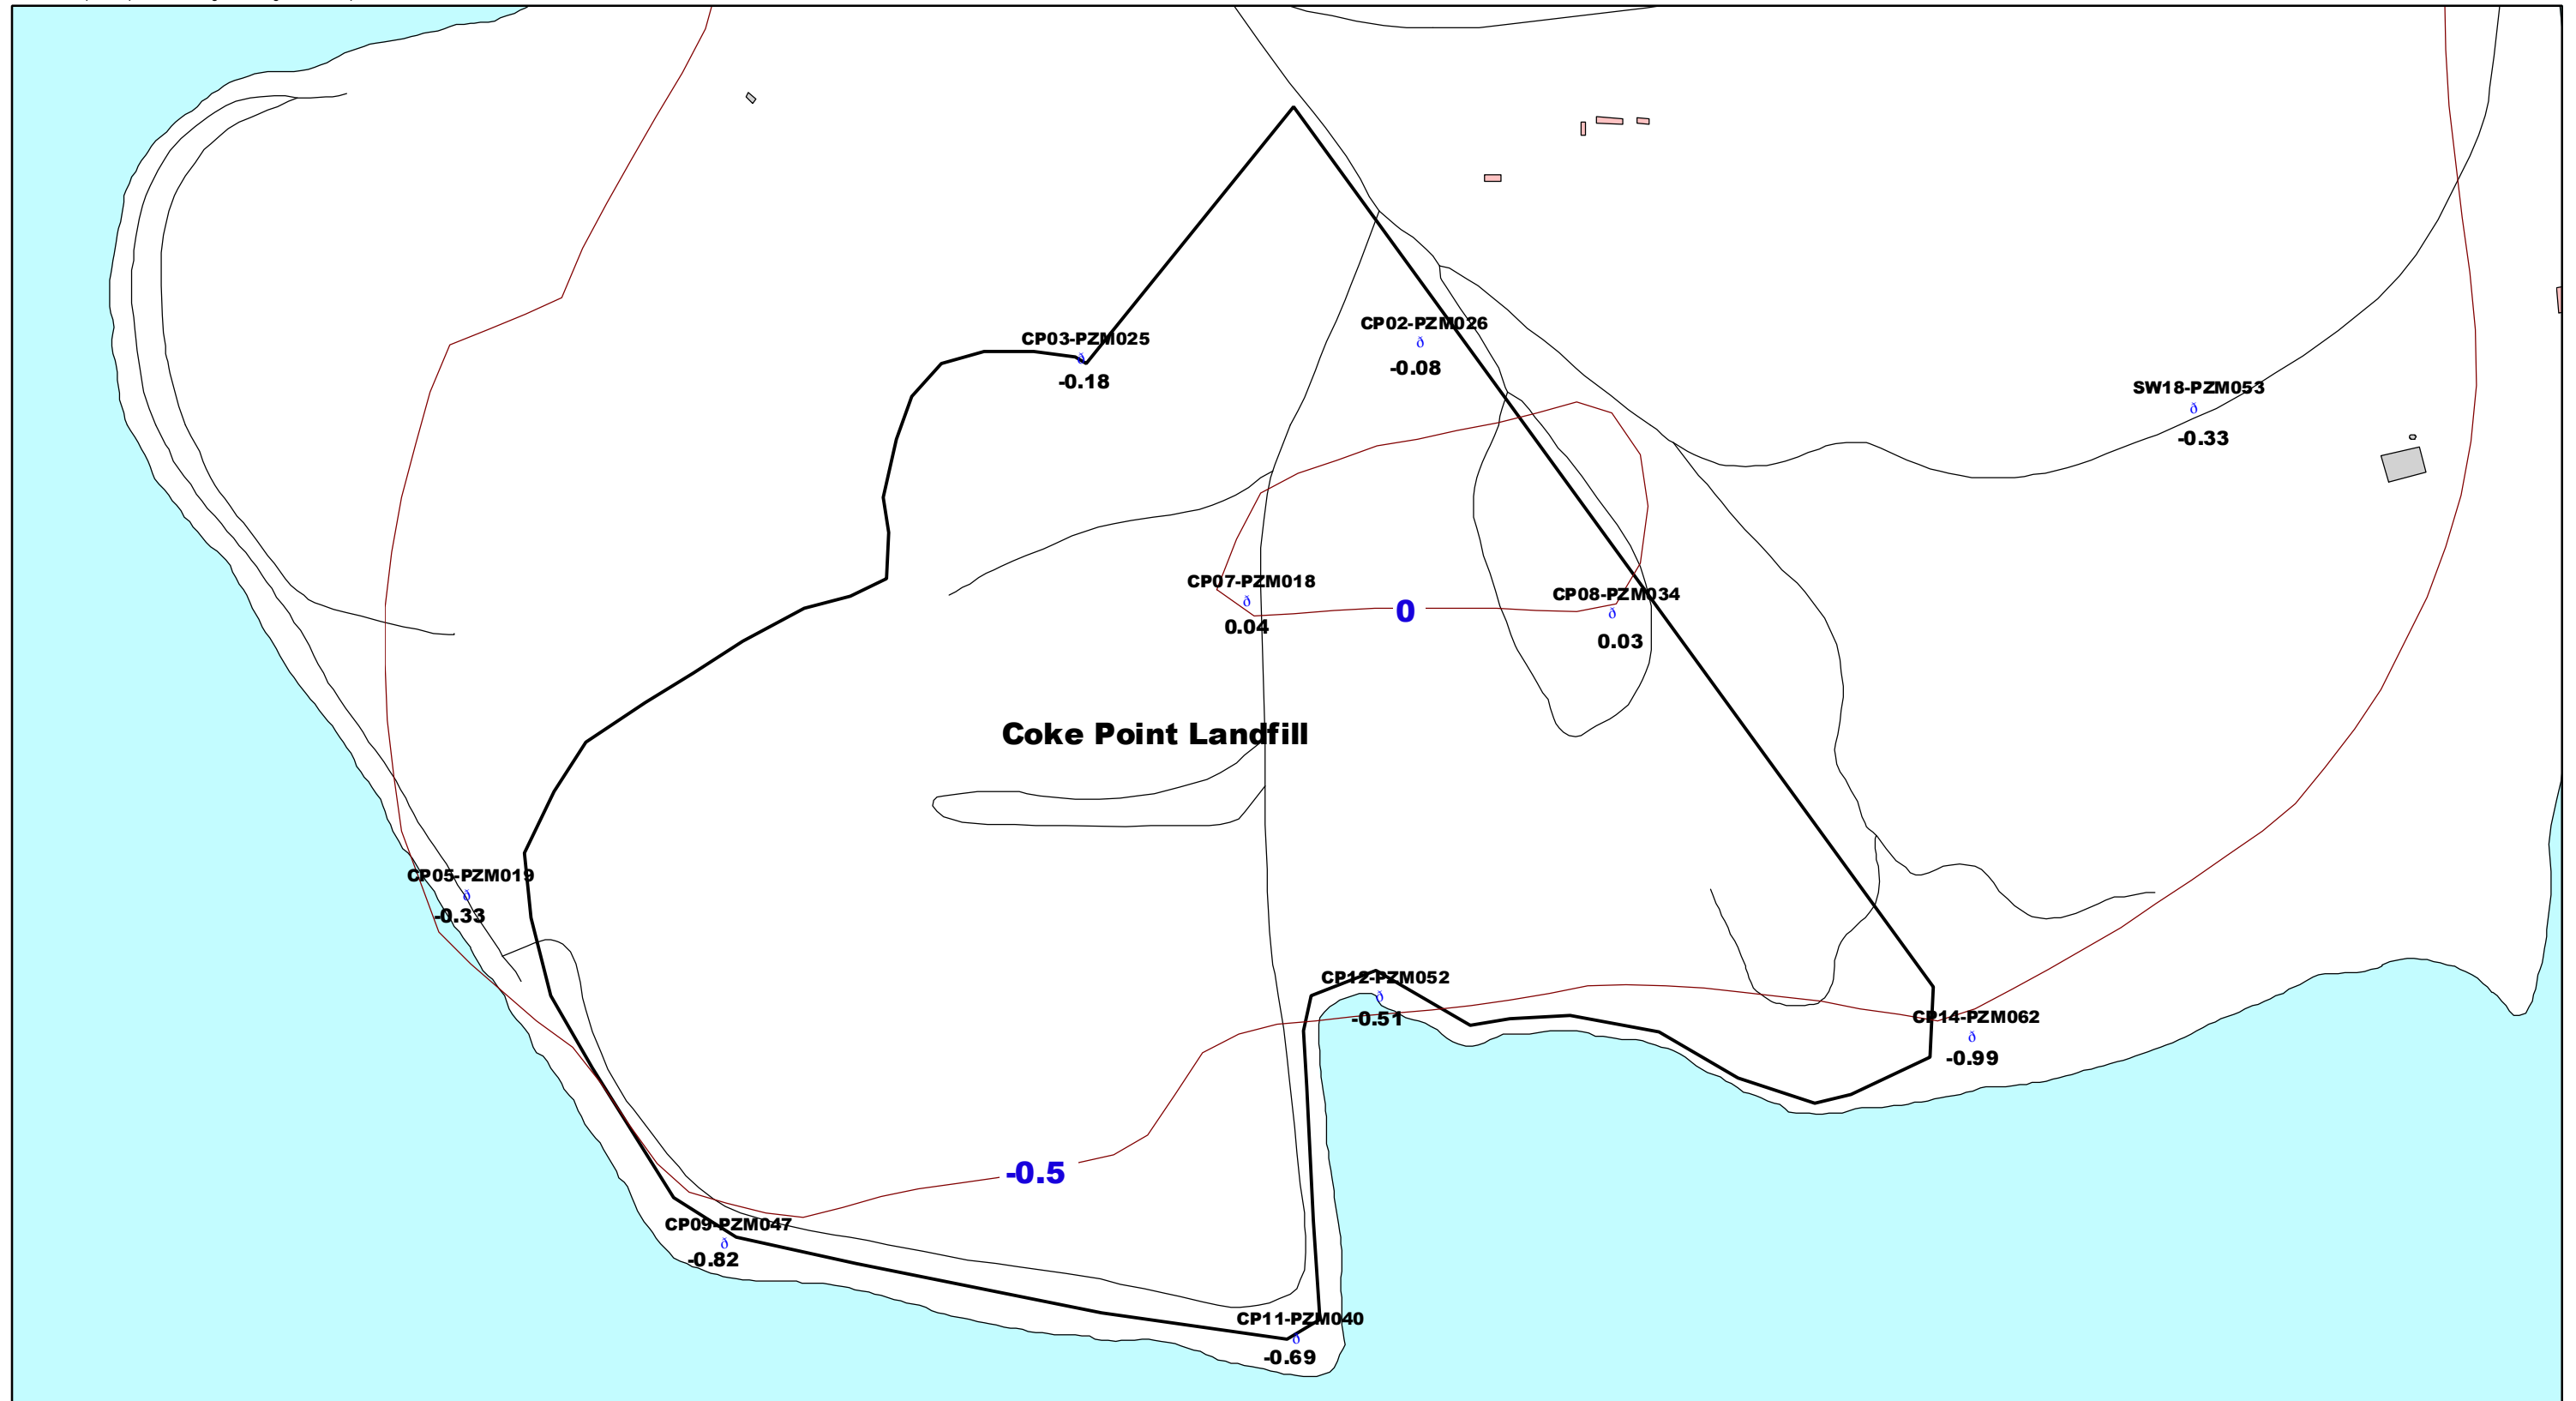 CP02-PZM026
-0.08
CP03-PZM025
-0.18
SW18-PZM053
-0.33
CP07-PZM018
0.04
0
CP08-PZM034
0.03
Coke Point Landfill
CP05-PZM019
-0.33
CP12-PZM052
-0.51
CP14-PZM062
-0.99
-0.5
CP09-PZM047
-0.82
CP11-PZM040
-0.69